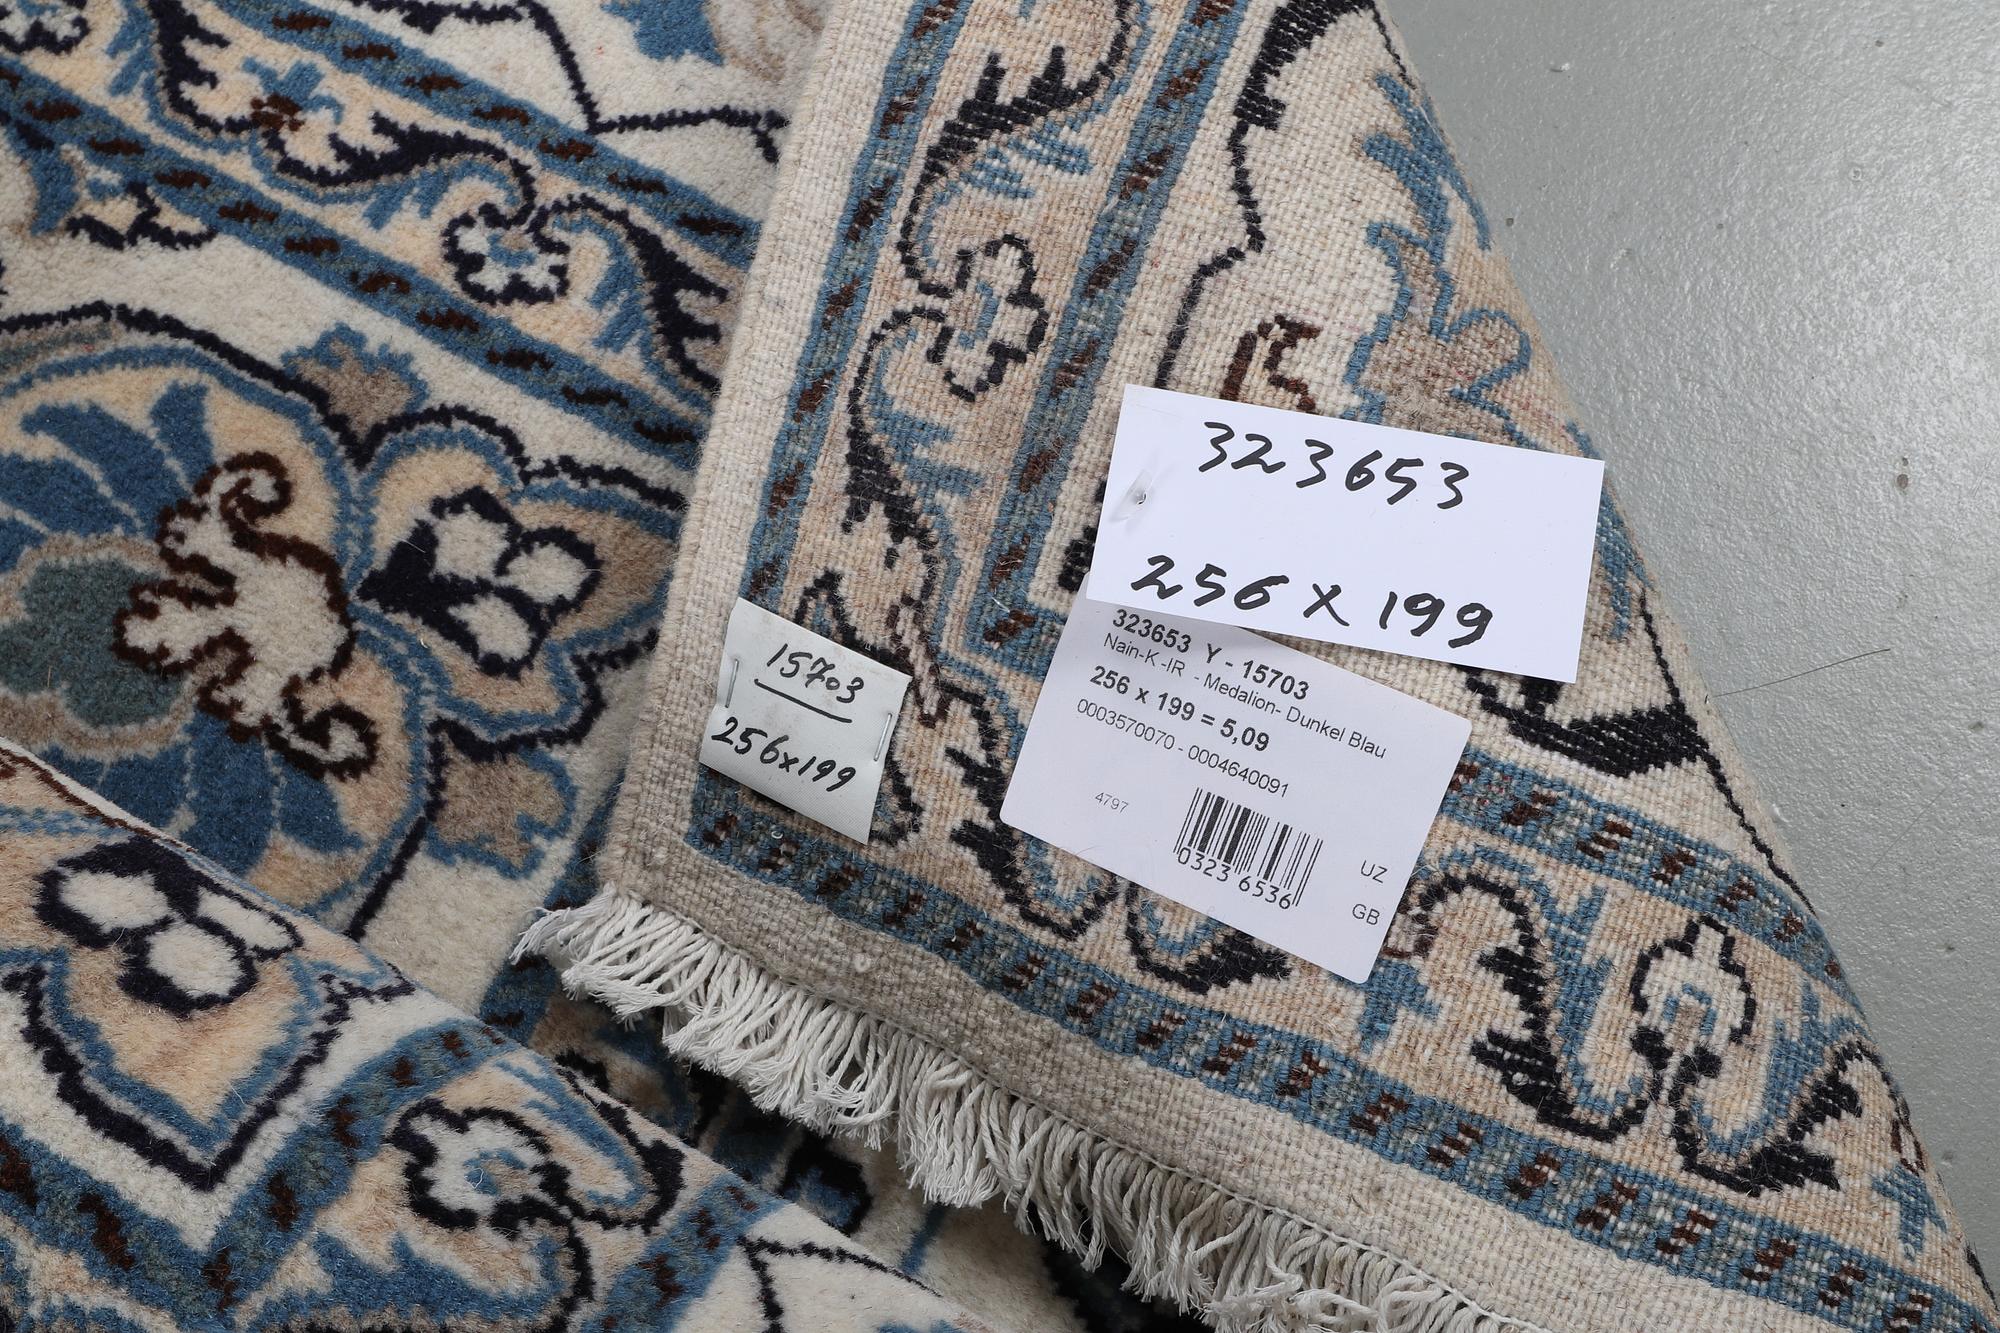 323653
256 x 199
15703
256x199
323653 Y - 15703
Nain-K -IR - Medalion- Dunkel Blau
256 x 199 = 5,09
0003570070 - 0004640091
4797
0323 6536
UZ
GB